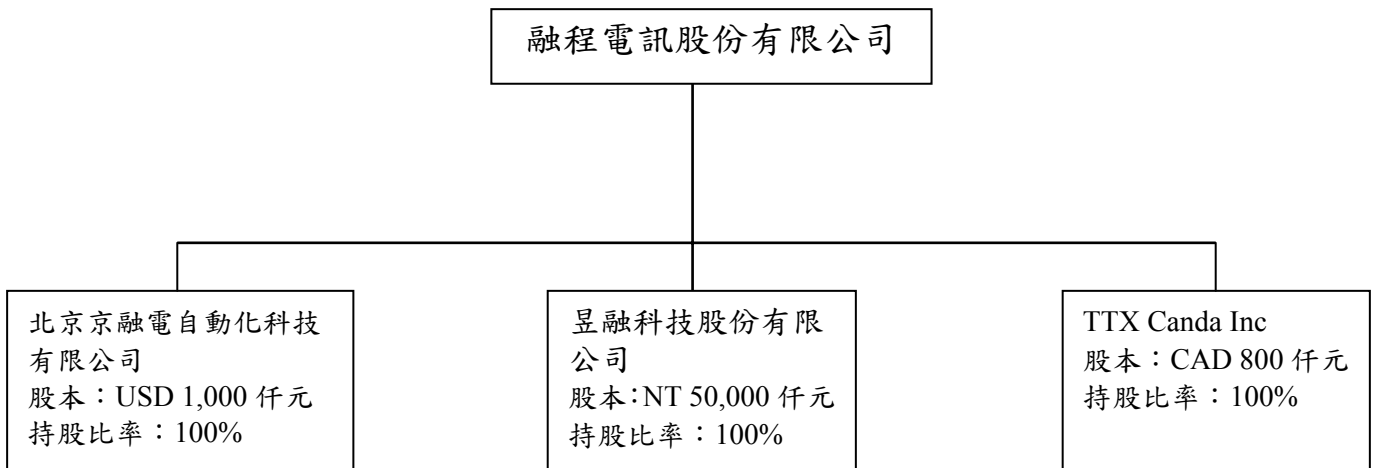 融程電訊股份有限公司
北京京融電自動化科技
有限公司
股本：USD 1,000 仟元
持股比率：100%
昱融科技股份有限
公司
股本:NT 50,000 仟元
持股比率：100%
TTX Canda Inc
股本：CAD 800 仟元
持股比率：100%